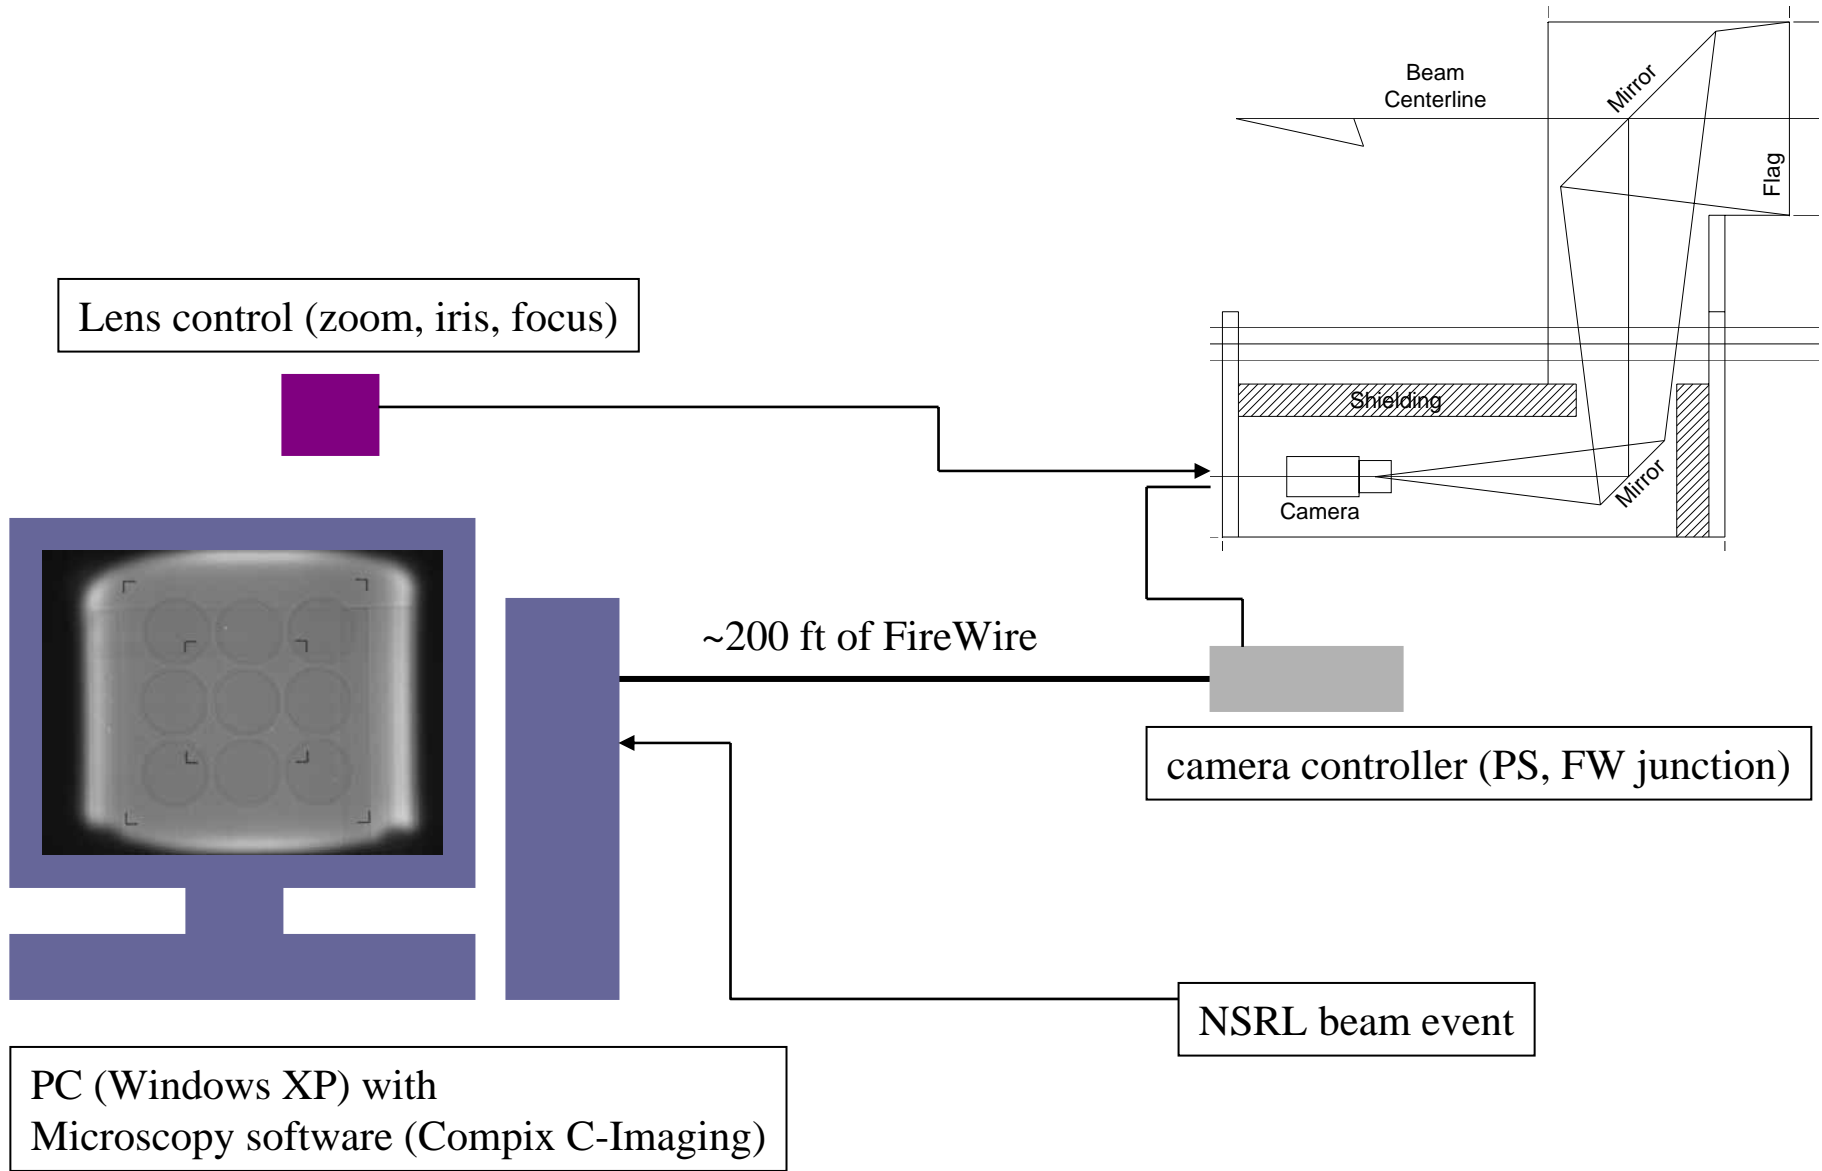 Beam
Centerline
Mirror
Flag
Lens control (zoom, iris, focus)
Shielding
Mirror
Camera
~200 ft of FireWire
camera controller (PS, FW junction)
NSRL beam event
PC (Windows XP) with
Microscopy software (Compix C-Imaging)